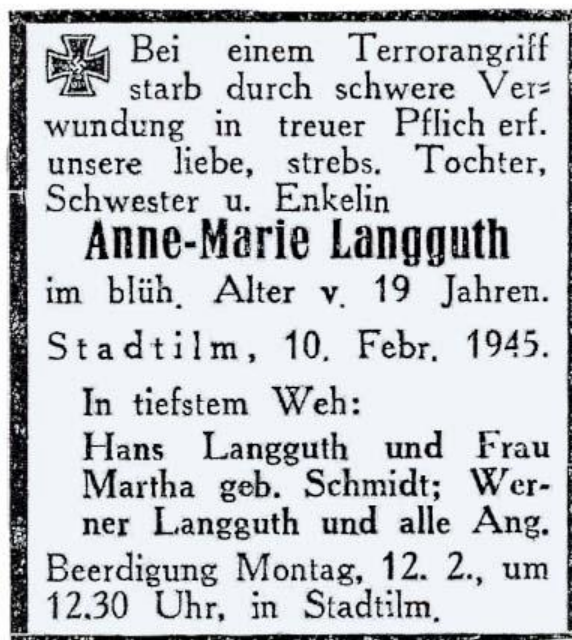 Bei einem Terrorangriff
starb durch schwere Ver=
wundung in treuer Pflich erf.
unsere liebe, strebs. Tochter,
Schwester u. Enkelin
Anne-Marie Langguth
im blüh. Alter v. 19 Jahren.
Stadtilm, 10. Febr. 1945.
In tiefstem Weh:
Hans Langguth und Frau
Martha geb. Schmidt; Wer-
ner Langguth und alle Ang.
Beerdigung Montag, 12. 2., um
12.30 Uhr, in Stadtilm.